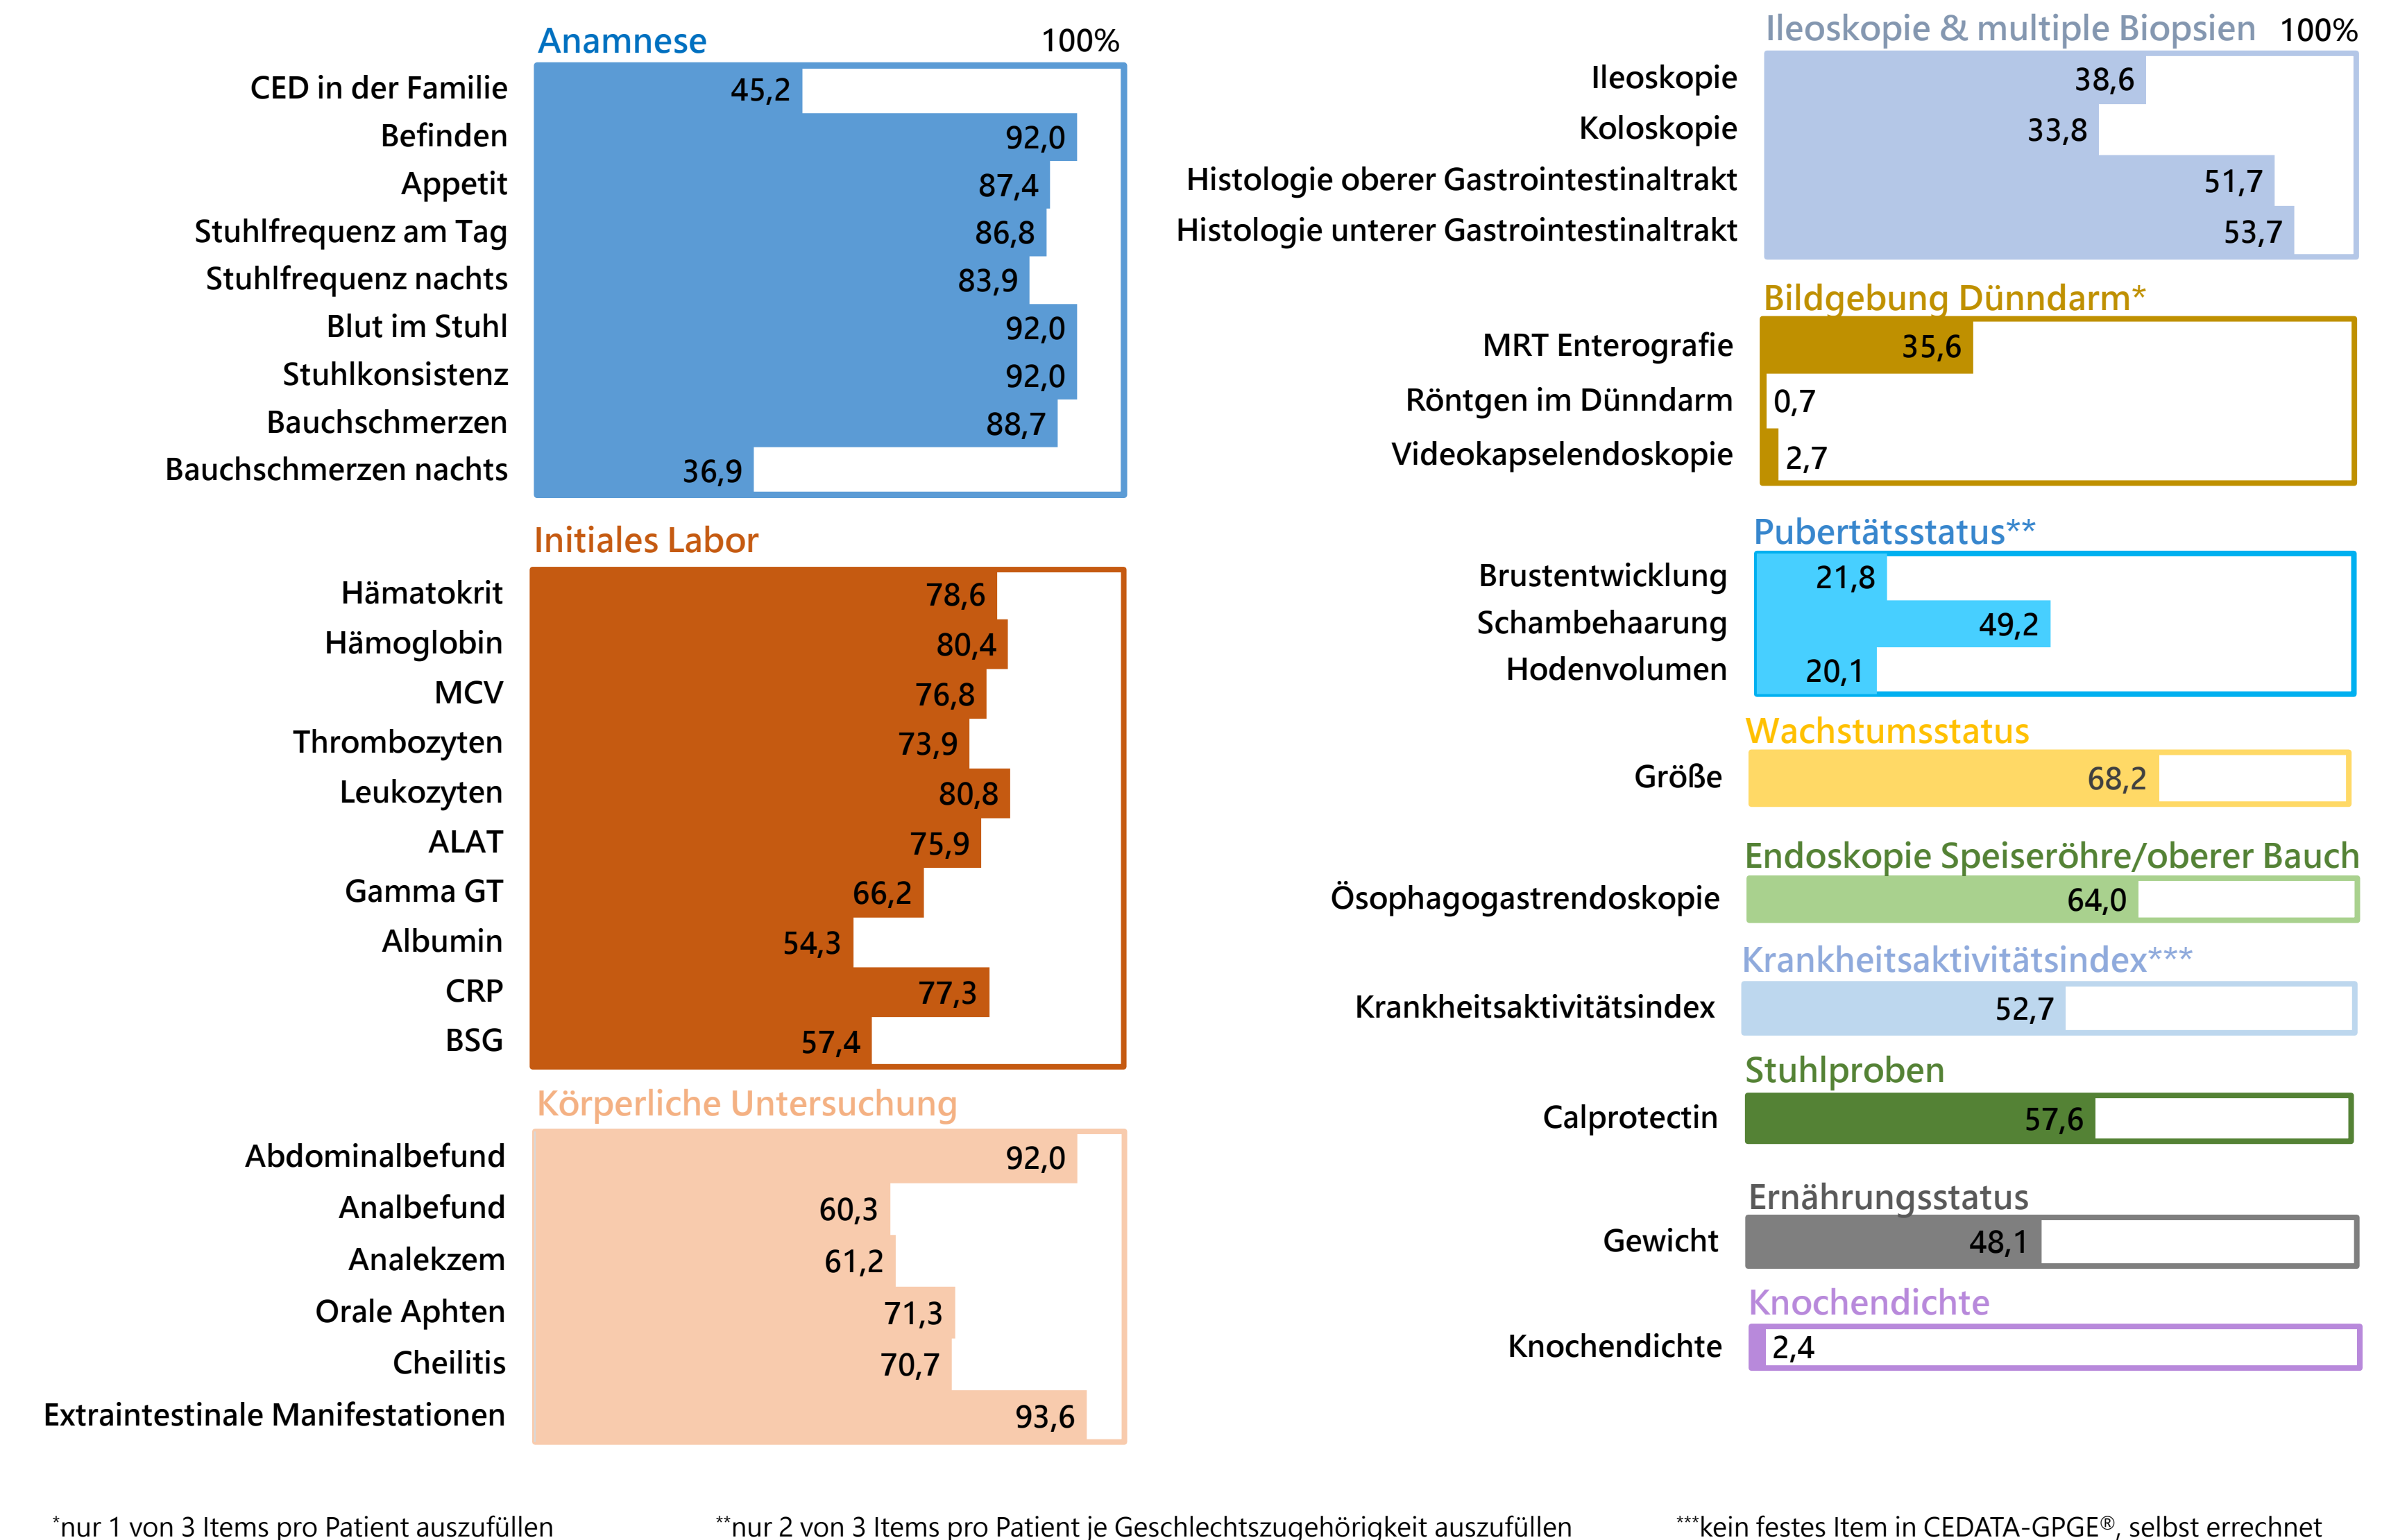 Anamnese 100%
CED in der Familie 45,2
Befinden 92,0
Appetit 87,4
Stuhlfrequenz am Tag 86,8
Stuhlfrequenz nachts 83,9
Blut im Stuhl 92,0
Stuhlkonsistenz 92,0
Bauchschmerzen 88,7
Bauchschmerzen nachts 36,9
Initiales Labor
Hämatokrit 78,6
Hämoglobin 80,4
MCV 76,8
Thrombozyten 73,9
Leukozyten 80,8
ALAT 75,9
Gamma GT 66,2
Albumin 54,3
CRP 77,3
BSG 57,4
Körperliche Untersuchung
Abdominalbefund 92,0
Analbefund 60,3
Analekzem 61,2
Orale Aphten 71,3
Cheilitis 70,7
Extraintestinale Manifestationen 93,6
Ileoskopie & multiple Biopsien 100%
Ileoskopie 38,6
Koloskopie 33,8
Histologie oberer Gastrointestinaltrakt 51,7
Histologie unterer Gastrointestinaltrakt 53,7
Bildgebung Dünndarm*
MRT Enterografie 35,6
Röntgen im Dünndarm 0,7
Videokapselendoskopie 2,7
Pubertätsstatus**
Brustentwicklung 21,8
Schambehaarung 49,2
Hodenvolumen 20,1
Wachstumsstatus
Größe 68,2
Endoskopie Speiseröhre/oberer Bauch
Ösophagogastrendoskopie 64,0
Krankheitsaktivitätsindex***
Krankheitsaktivitätsindex 52,7
Stuhlproben
Calprotectin 57,6
Ernährungsstatus
Gewicht 48,1
Knochendichte
Knochendichte 2,4
*nur 1 von 3 Items pro Patient auszufüllen
**nur 2 von 3 Items pro Patient je Geschlechtszugehörigkeit auszufüllen
***kein festes Item in CEDATA-GPGE®, selbst errechnet